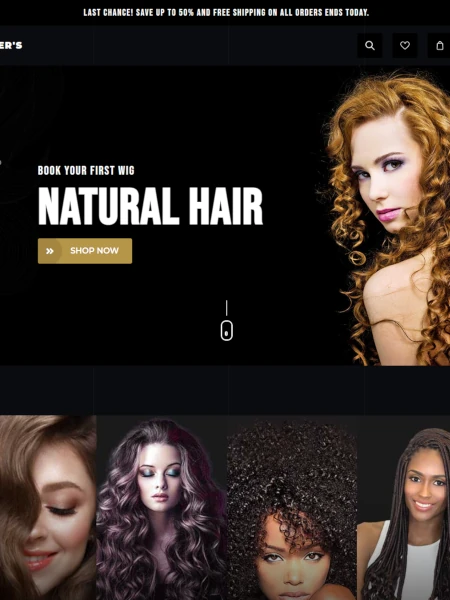 LAST CHANCE! SAVE UP TO 50% AND FREE SHIPPING ON ALL ORDERS ENDS TODAY.
ER'S
BOOK YOUR FIRST WIG
NATURAL HAIR
SHOP NOW